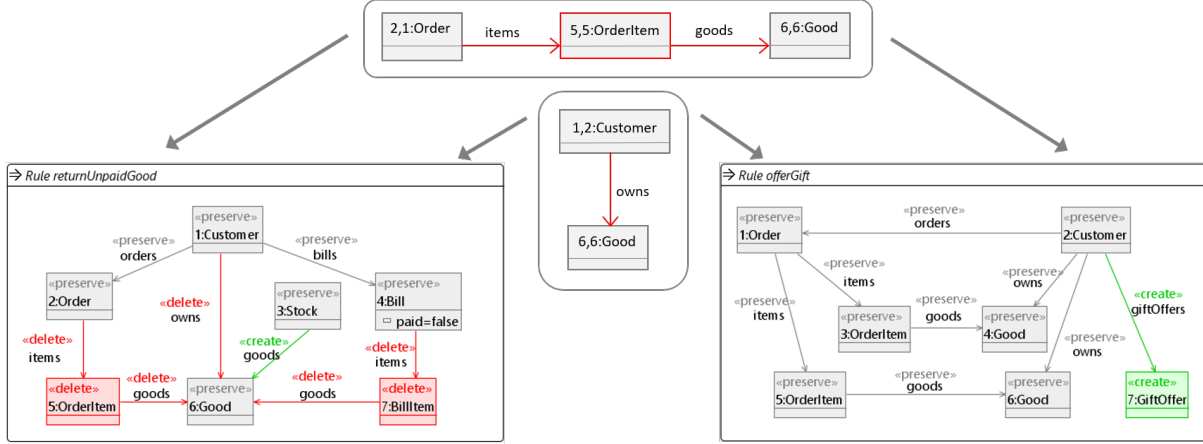 2,1:Order
items
5,5:OrderItem
goods
6,6:Good
1,2:Customer
owns
6,6:Good
Rule returnUnpaidGood
«preserve»
1:Customer
«preserve»
orders
«preserve»
bills
«preserve»
2:Order
«delete»
owns
«preserve»
3:Stock
«preserve»
4:Bill
paid=false
«delete»
items
«create»
goods
«delete»
items
«delete»
5:OrderItem
«delete»
goods
«preserve»
6:Good
«delete»
goods
«delete»
7:BillItem
Rule offerGift
«preserve»
1:Order
«preserve»
orders
«preserve»
2:Customer
«preserve»
items
«preserve»
items
«preserve»
3:OrderItem
«preserve»
goods
«preserve»
4:Good
«preserve»
owns
«preserve»
owns
«create»
giftOffers
«preserve»
5:OrderItem
«preserve»
goods
«preserve»
6:Good
«create»
7:GiftOffer